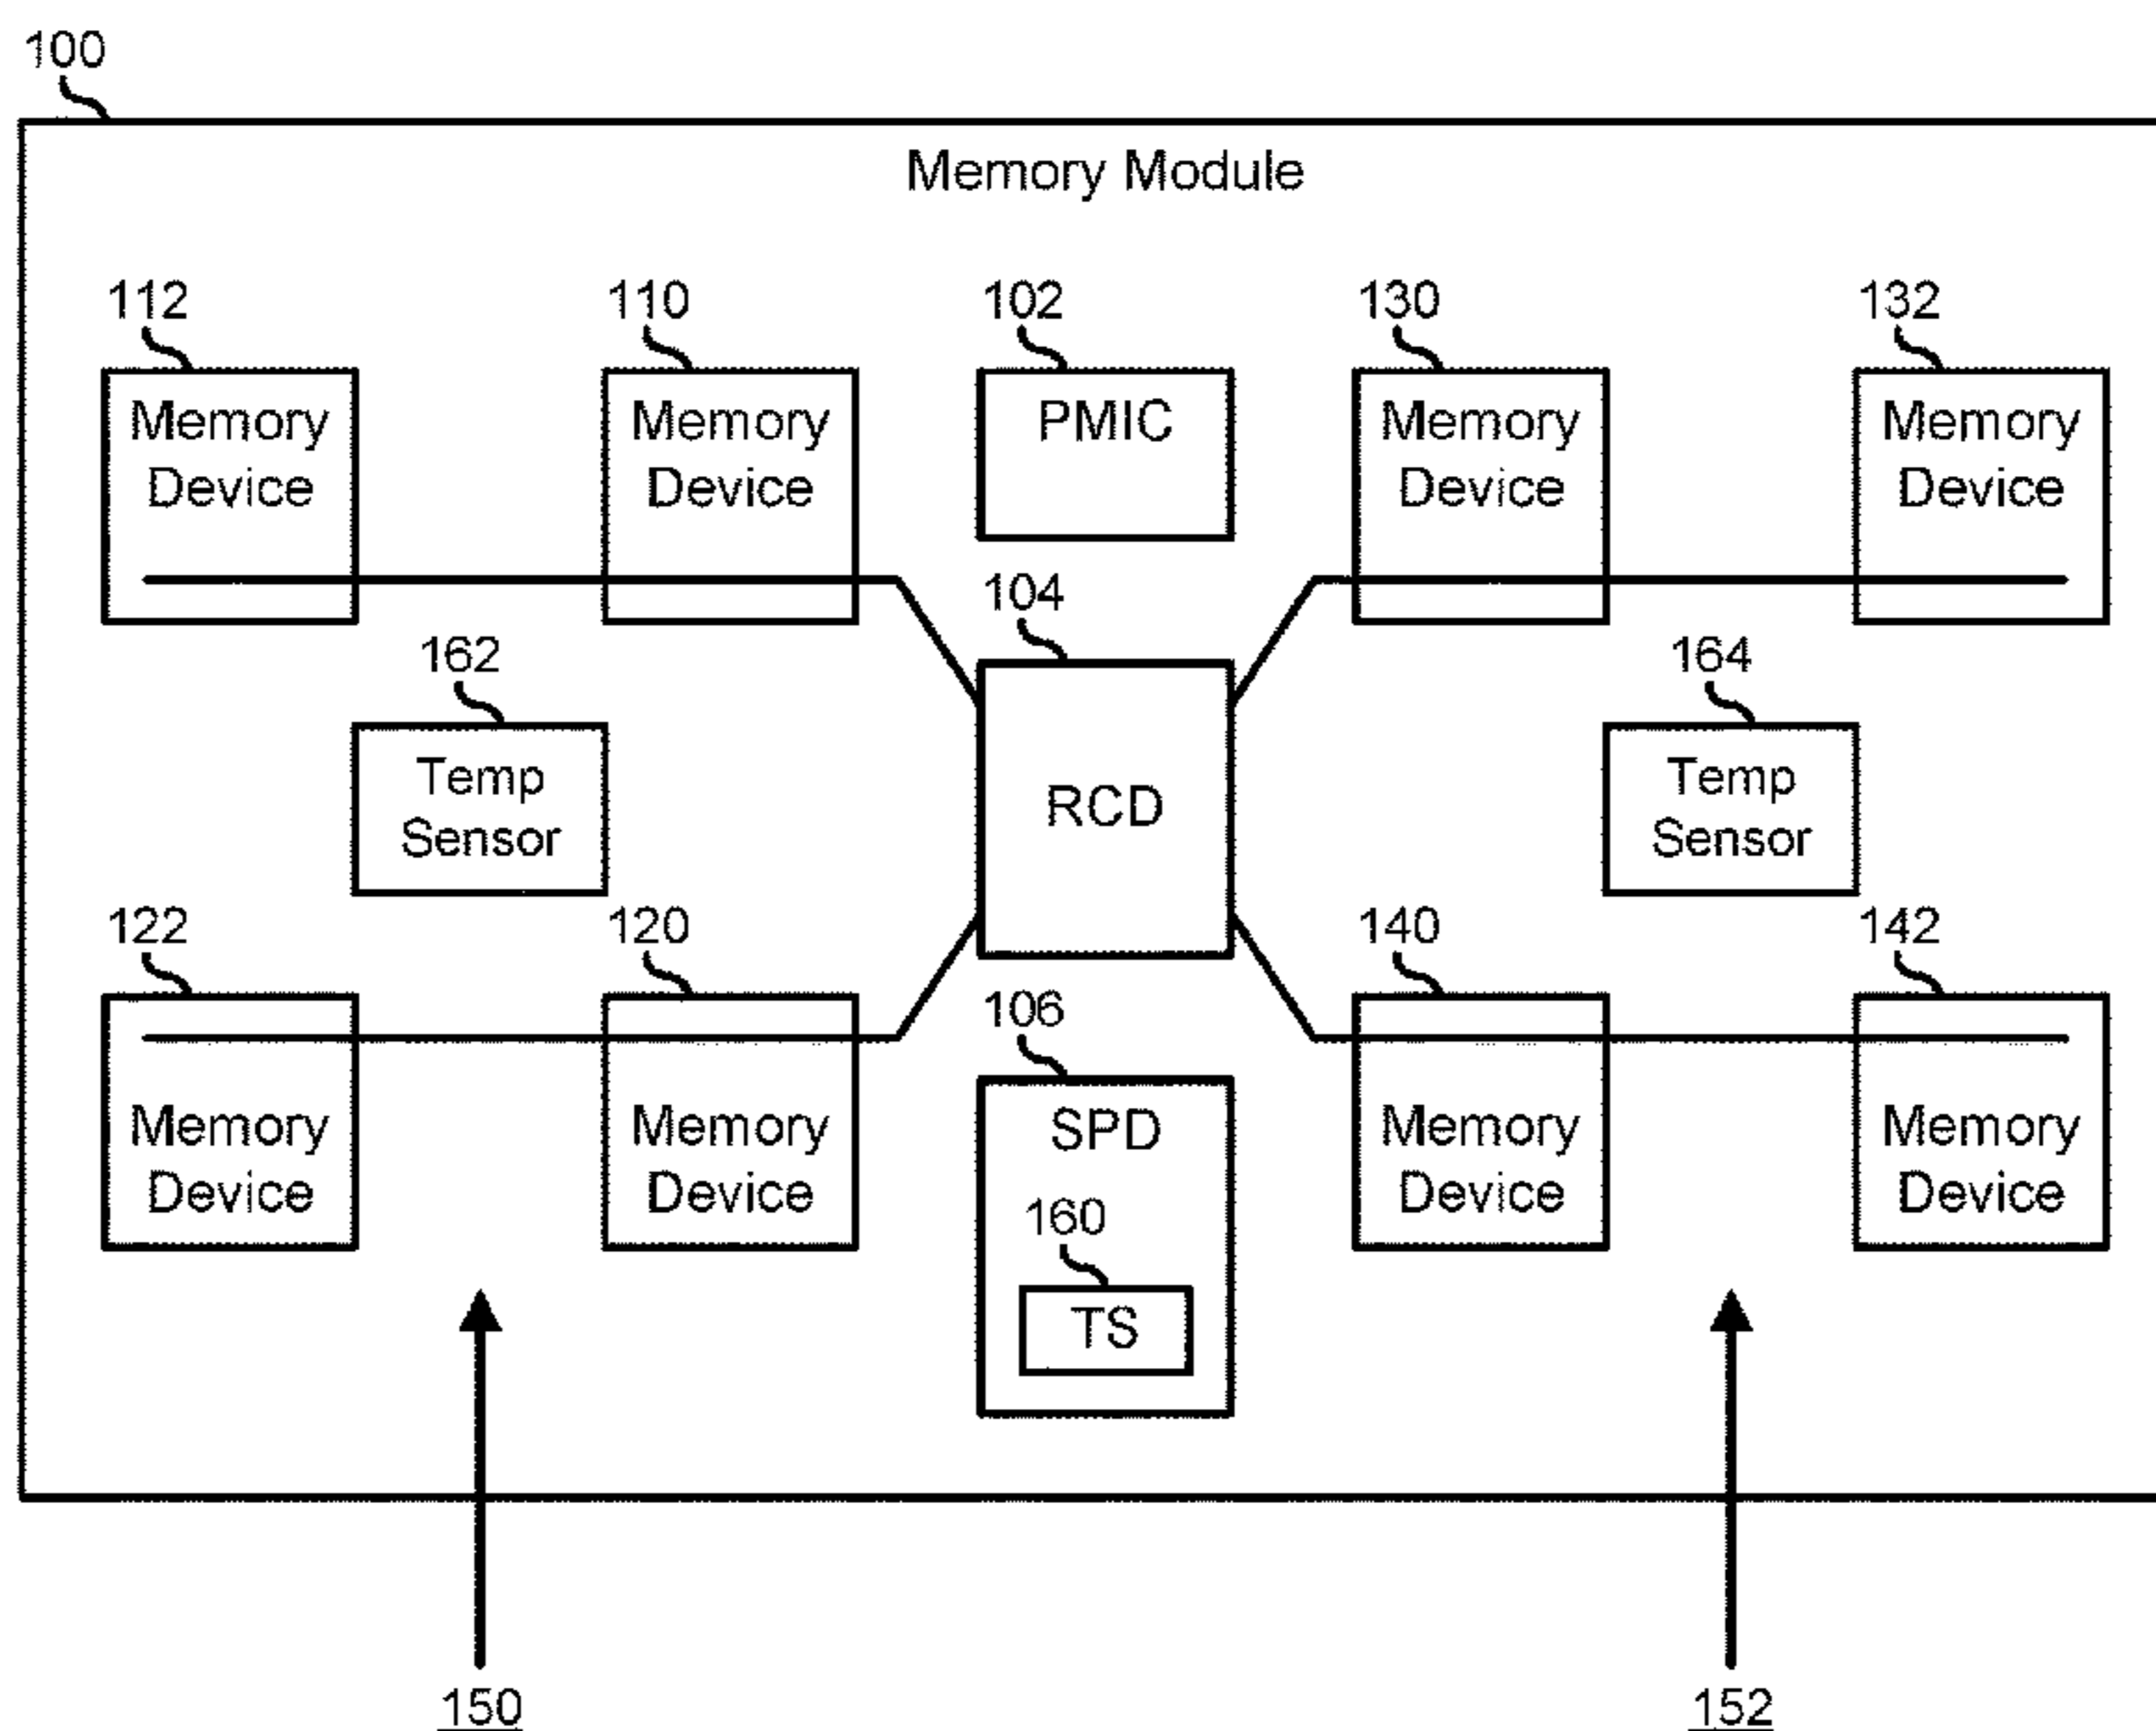 100
Memory Module
112
110
102
130
132
Memory
Device
Memory
Device
PMIC
Memory
Device
Memory
Device
104
162
164
Temp
Sensor
RCD
Temp
Sensor
122
120
140
142
106
Memory
Device
Memory
Device
SPD
Memory
Device
Memory
Device
160
TS
150
152